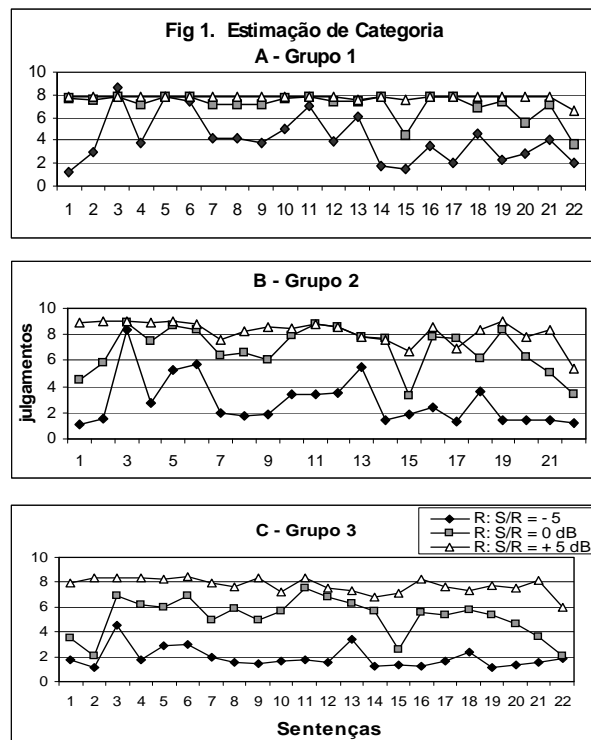 Fig 1. Estimação de Categoria
A - Grupo 1
10
8
6
4
2
0
1 2 3 4 5 6 7 8 9 10 11 12 13 14 15 16 17 18 19 20 21 22
B - Grupo 2
julgamentos
10
8
6
4
2
0
1 3 5 7 9 11 13 15 17 19 21
C - Grupo 3
R: S/R = - 5
R: S/R = 0 dB
R: S/R = + 5 dB
10
8
6
4
2
0
1 2 3 4 5 6 7 8 9 10 11 12 13 14 15 16 17 18 19 20 21 22
Sentenças